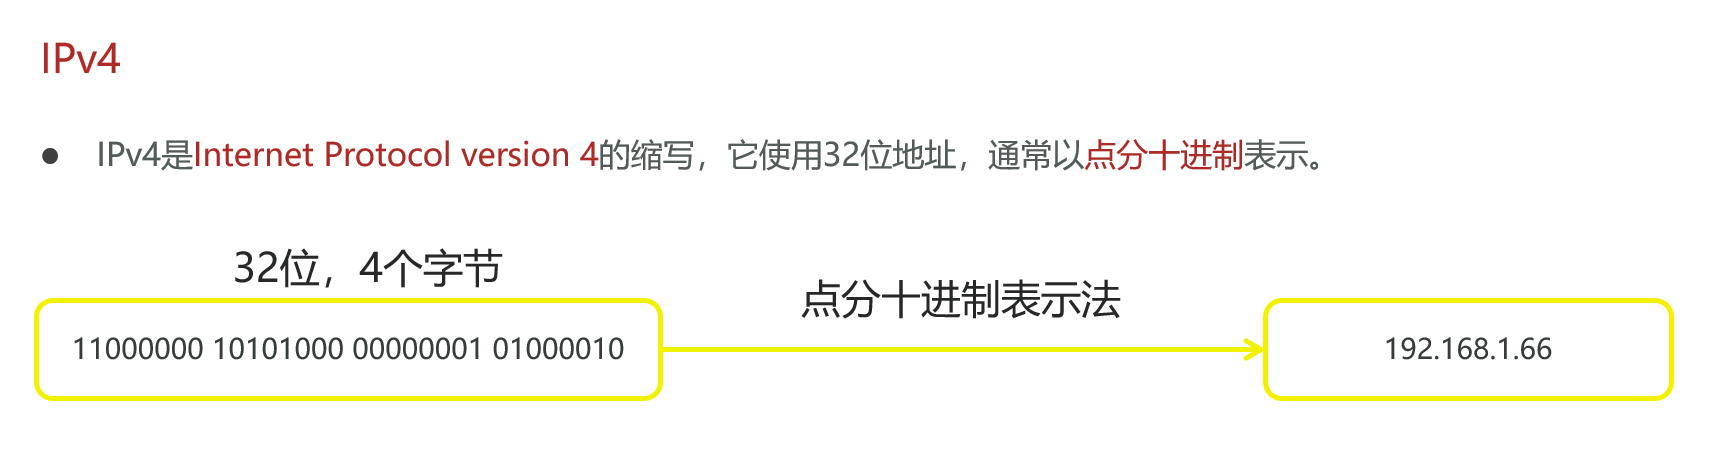 IPv4
● IPv4是Internet Protocol version 4的缩写，它使用32位地址，通常以点分十进制表示。
32位，4个字节
点分十进制表示法
11000000 10101000 00000001 01000010
192.168.1.66